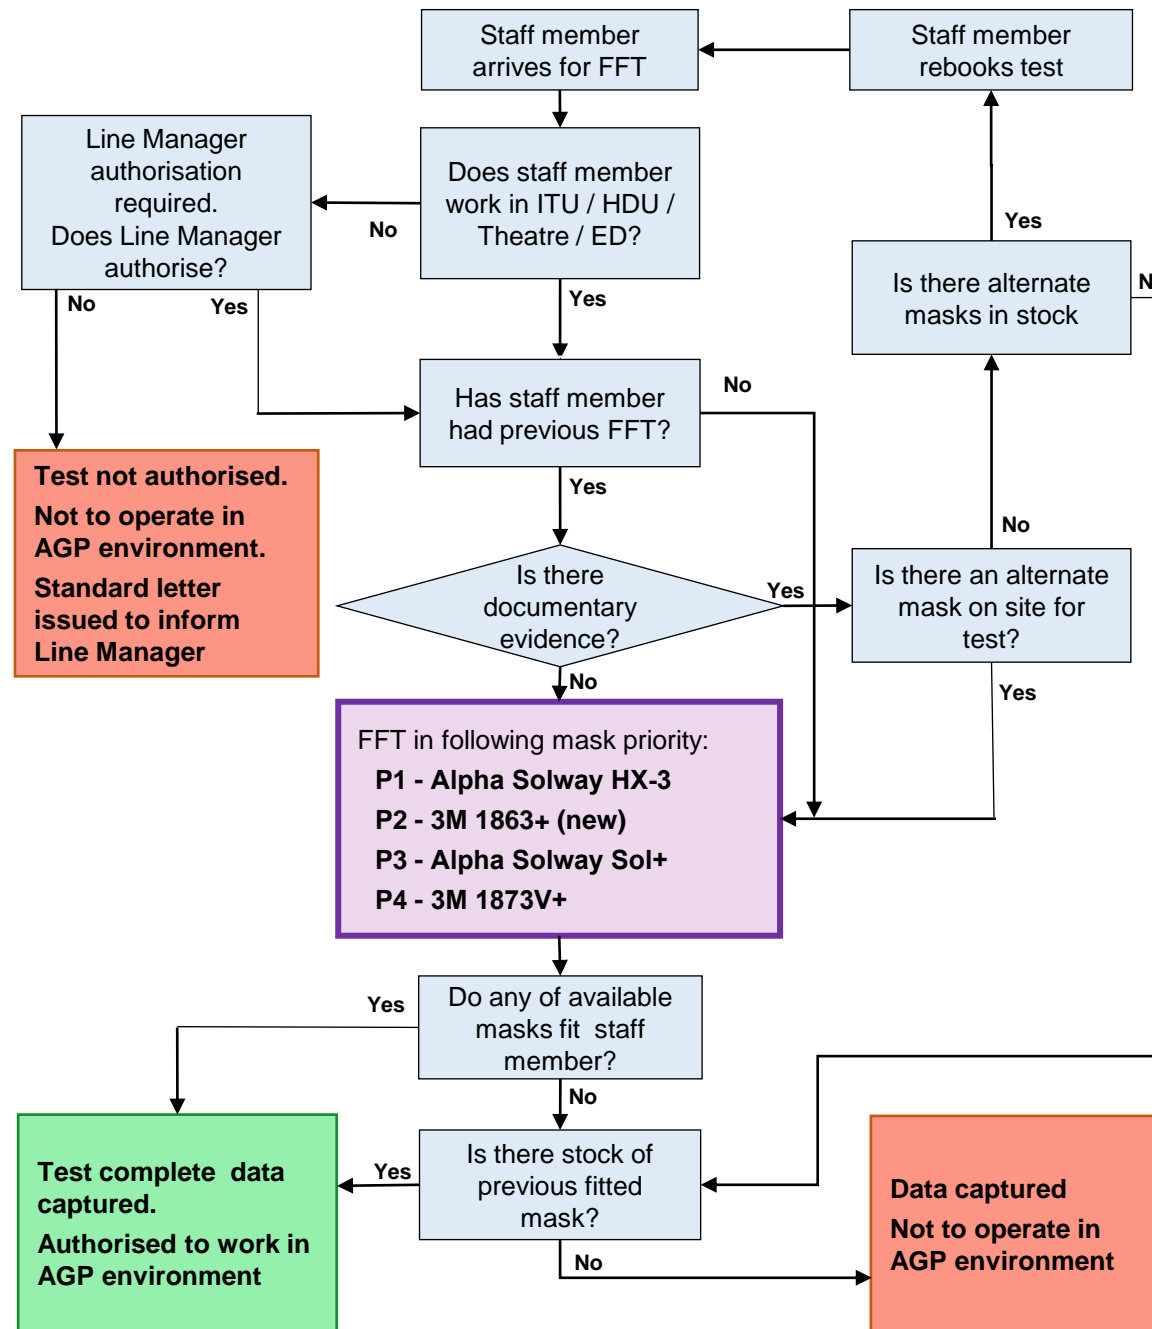 Staff member
arrives for FFT
Staff member
rebooks test
Line Manager
authorisation
required.
Does Line Manager
authorise?
Does staff member
work in ITU / HDU /
Theatre / ED?
No
Yes
Is there alternate
masks in stock
N
No
Yes
Yes
Has staff member
had previous FFT?
No
Yes
Test not authorised.
Not to operate in
AGP environment.
Standard letter
issued to inform
Line Manager
No
Is there
documentary
evidence?
Yes
Is there an alternate
mask on site for
test?
No
Yes
FFT in following mask priority:
P1 - Alpha Solway HX-3
P2 - 3M 1863+ (new)
P3 - Alpha Solway Sol+
P4 - 3M 1873V+
Yes
Do any of available
masks fit staff
member?
No
Test complete data
captured.
Authorised to work in
AGP environment
Yes
Is there stock of
previous fitted
mask?
No
Data captured
Not to operate in
AGP environment